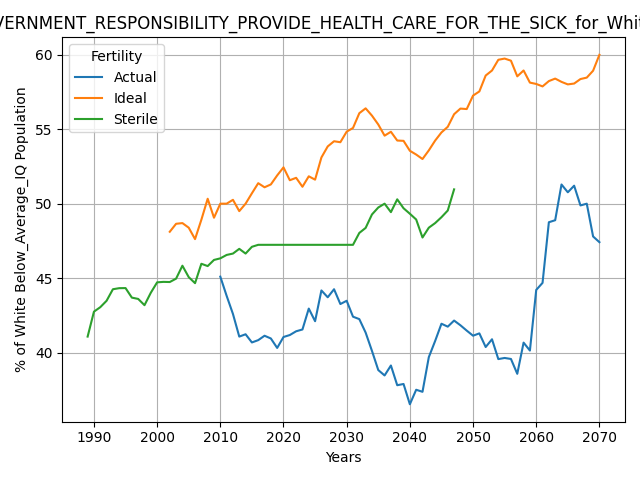 VERNMENT_RESPONSIBILITY_PROVIDE_HEALTH_CARE_FOR_THE_SICK_for_Whit
Fertility
Actual
Ideal
Sterile
% of White Below_Average_IQ Population
60
55
50
45
40
1990 2000 2010 2020 2030 2040 2050 2060 2070
Years